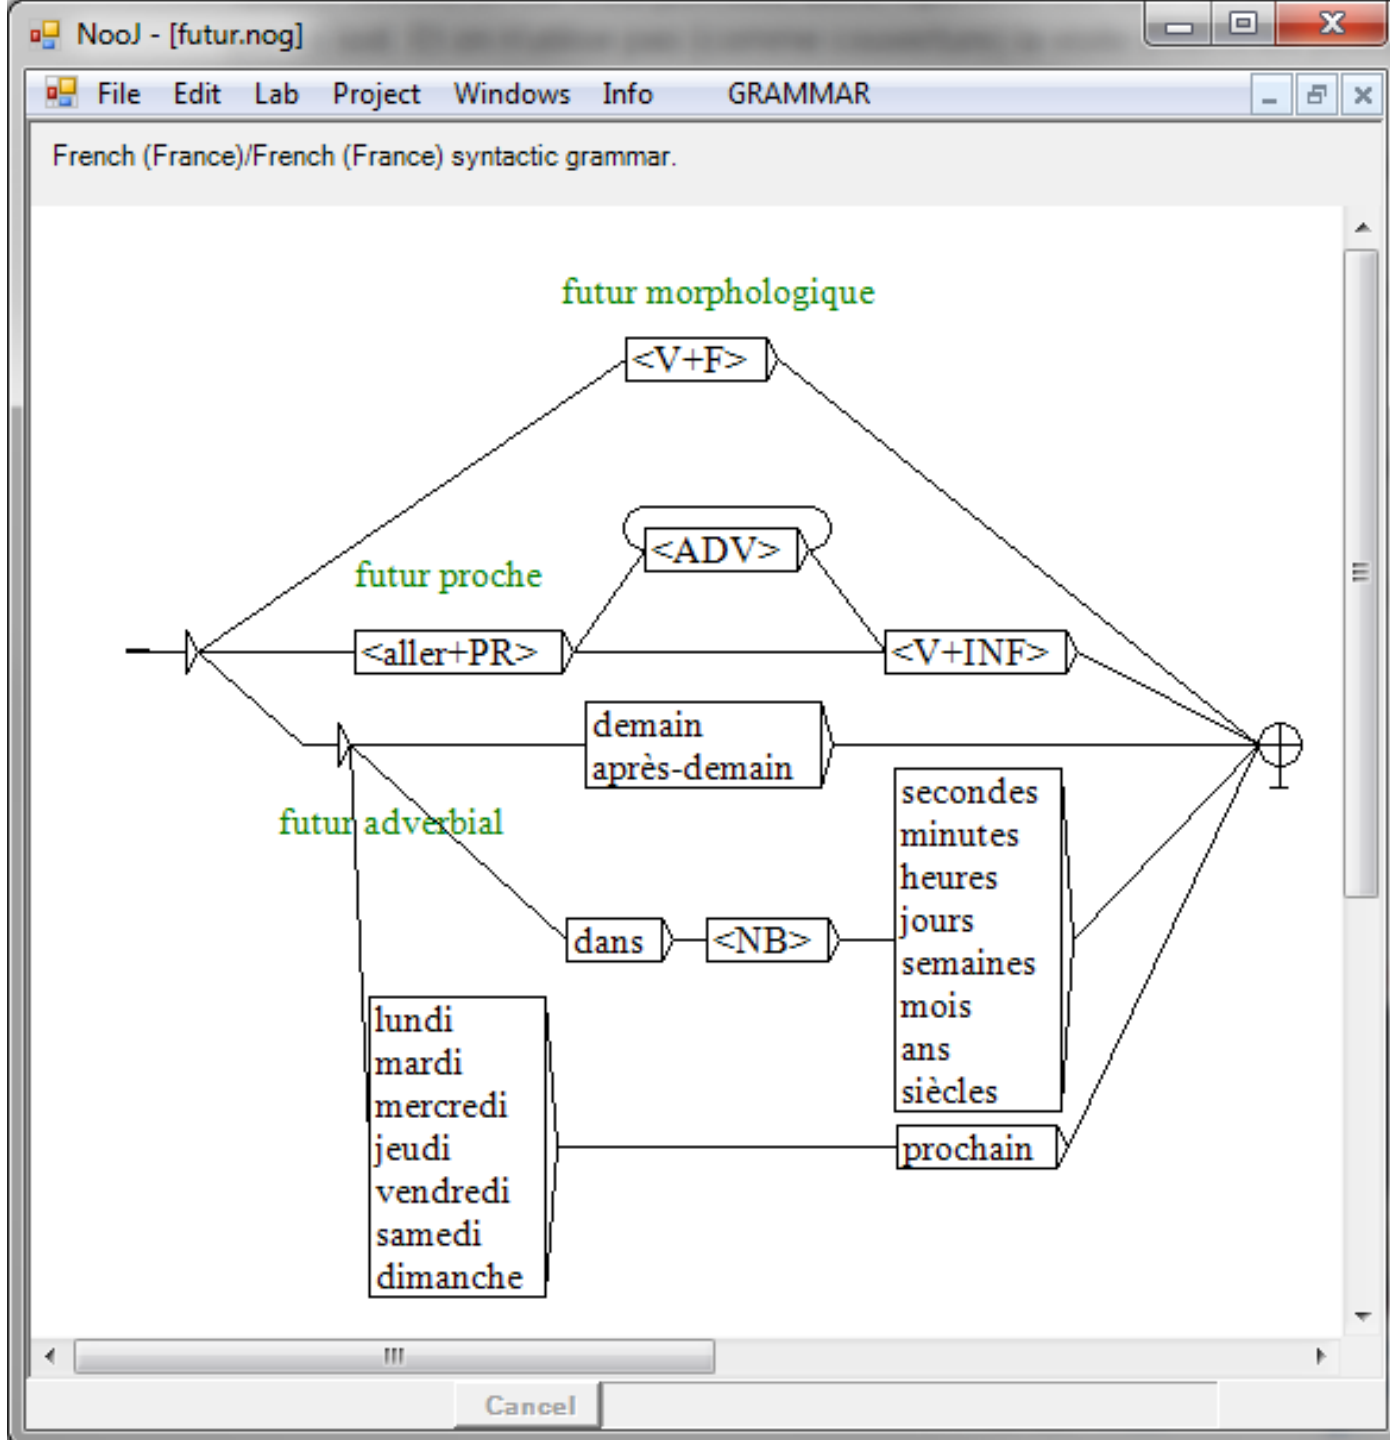 NooJ - [futur.nog]
File Edit Lab Project Windows Info GRAMMAR
French (France)/French (France) syntactic grammar.
futur morphologique
<V+F>
<ADV>
futur proche
<aller+PR>
<V+INF>
demain
après-demain
futur adverbial
secondes
minutes
heures
jours
semaines
mois
ans
siècles
dans
<NB>
lundi
mardi
mercredi
jeudi
vendredi
samedi
dimanche
prochain
Cancel